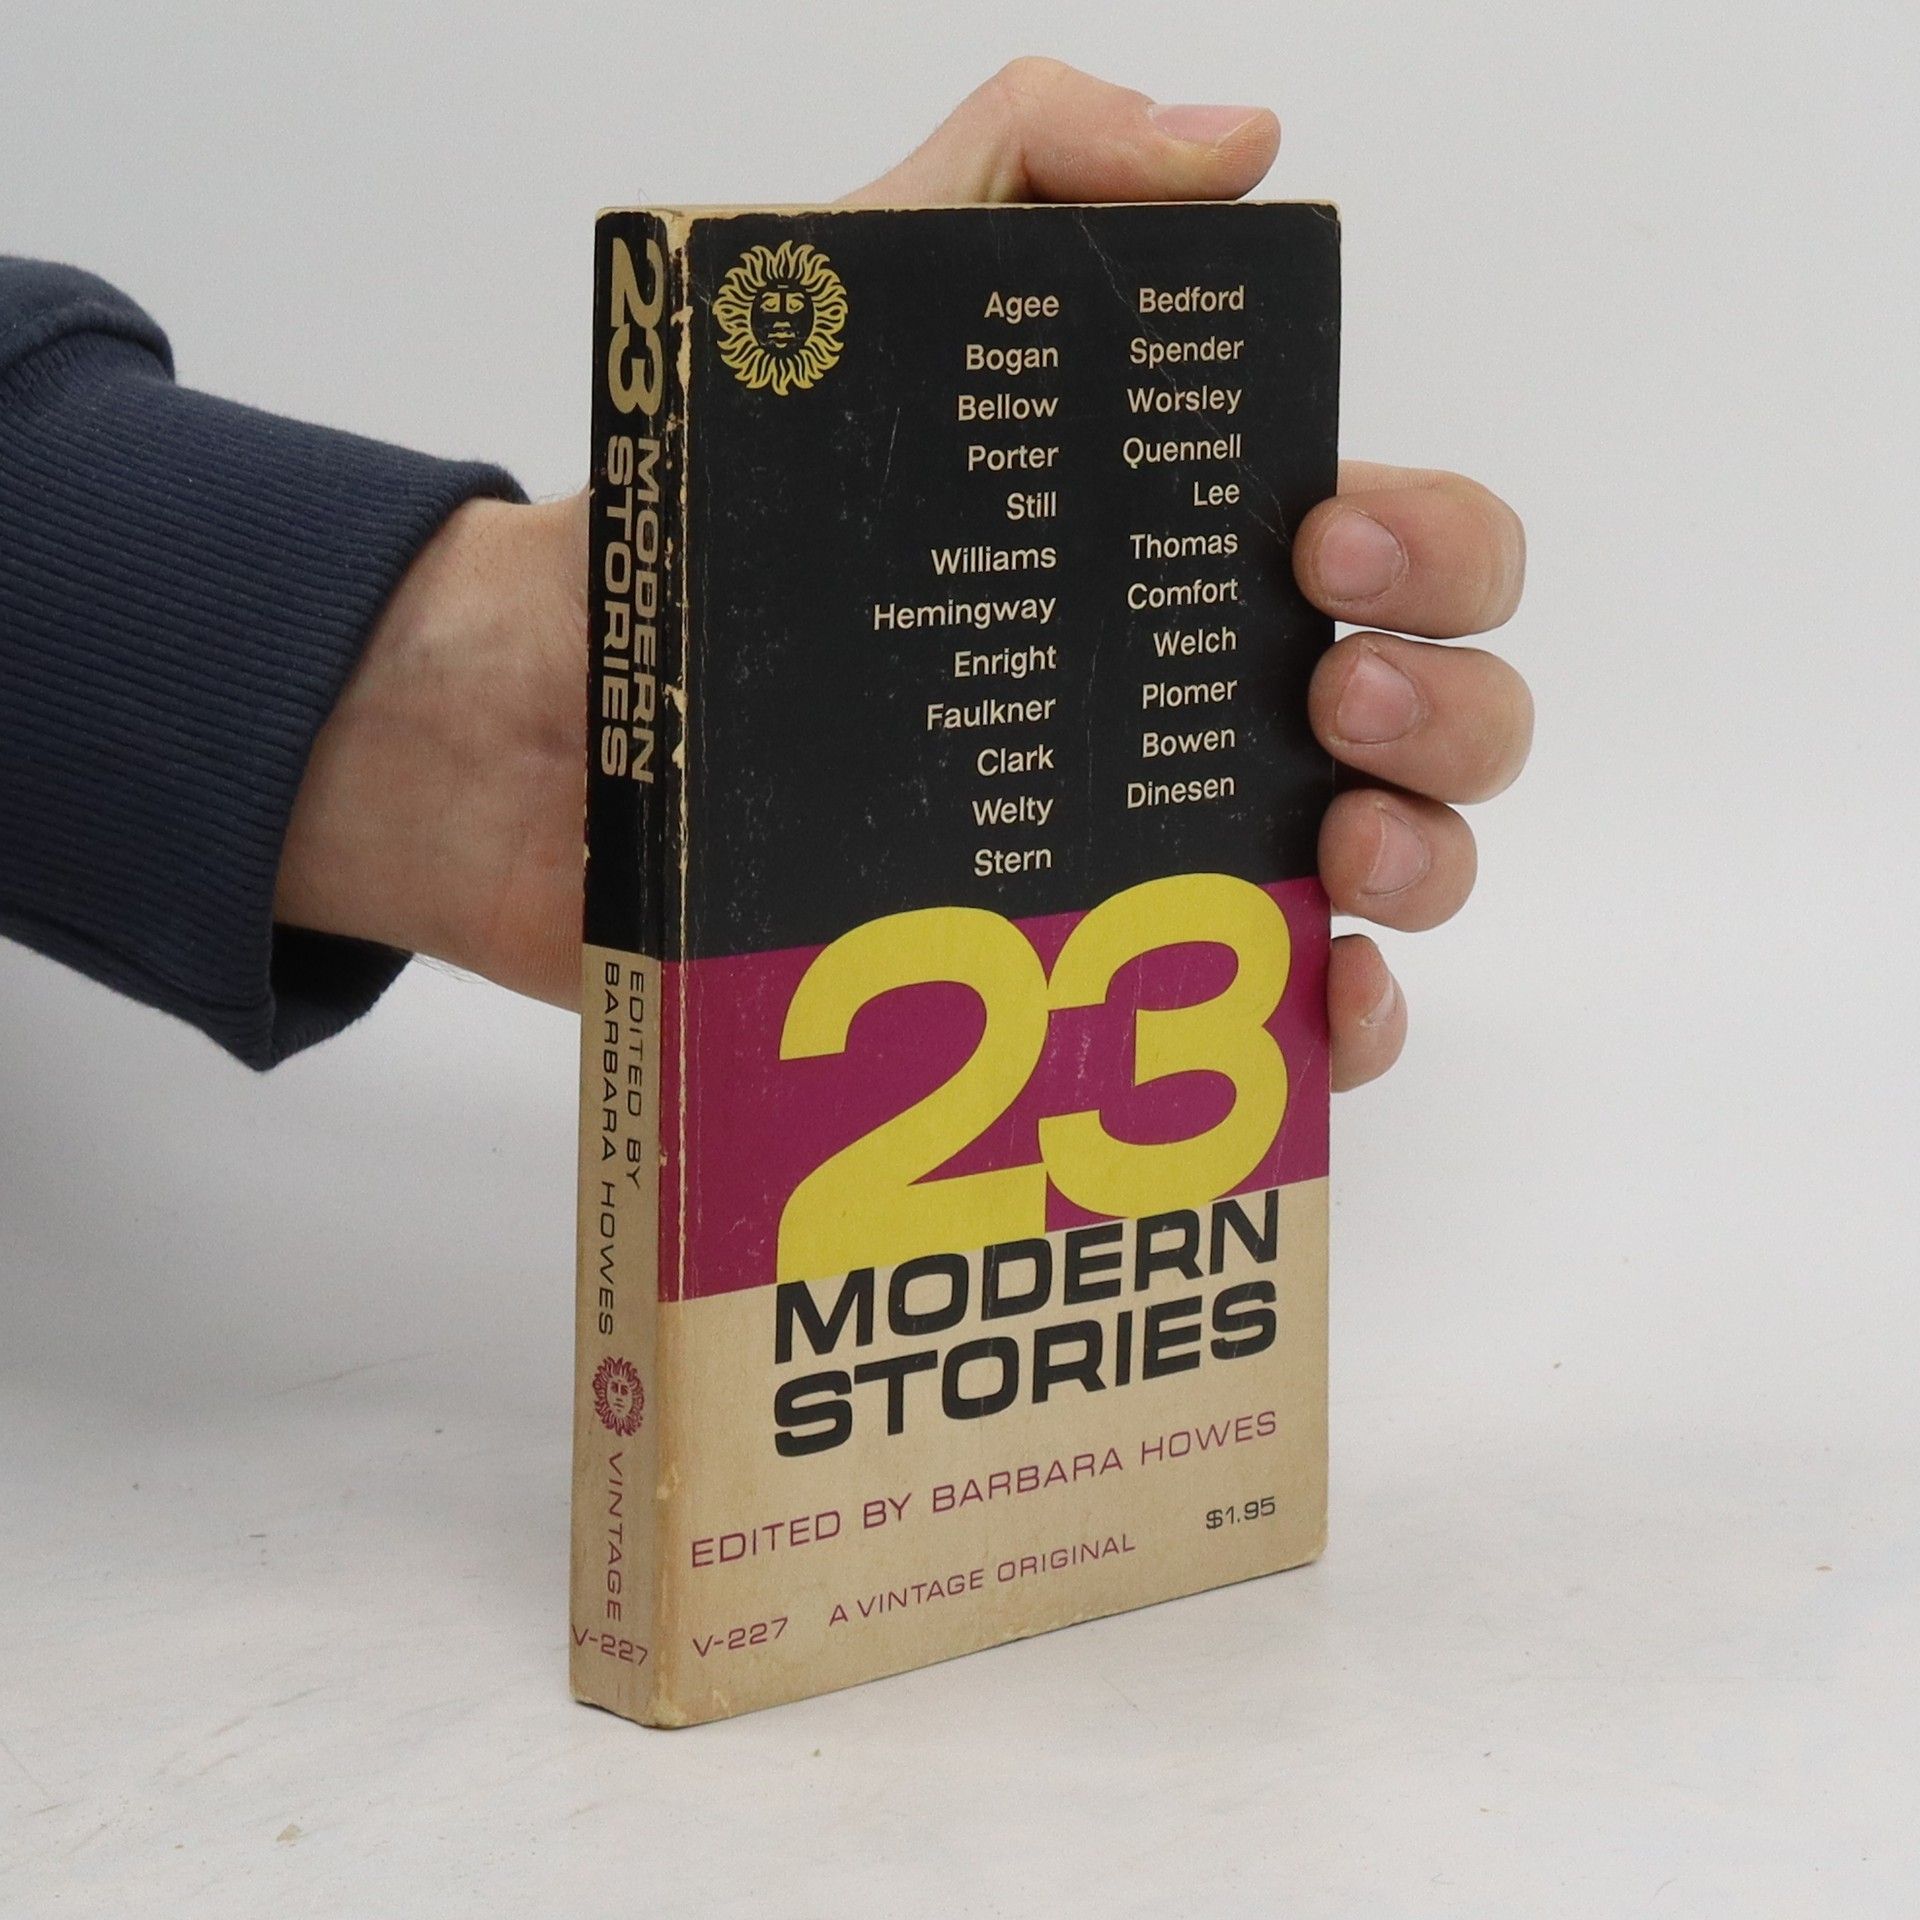 23 MODERN
STORIES
EDITED BY
BARBARA HOWES
VINTAGE
V-227
Agee
Bogan
Bellow
Porter
Still
Williams
Hemingway
Enright
Faulkner
Clark
Welty
Stern
Bedford
Spender
Worsley
Quennell
Lee
Thomas
Comfort
Welch
Plomer
Bowen
Dinesen
23
MODERN
STORIES
EDITED BY BARBARA HOWES
$1.95
V-227 A VINTAGE ORIGINAL